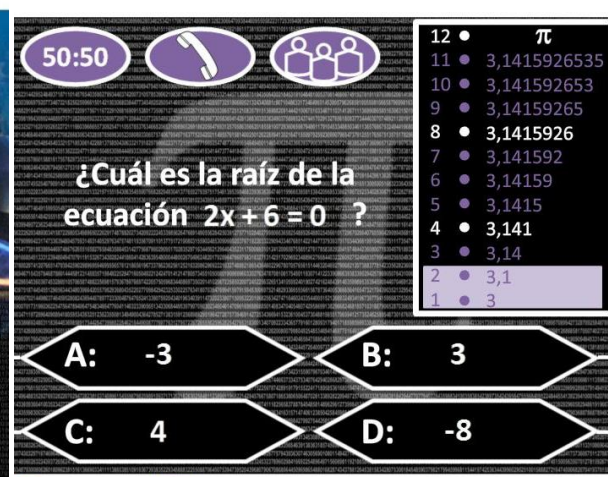 50:50
12 • π
11 • 3,1415926535
10 • 3,141592653
9 • 3,14159265
8 • 3,1415926
7 • 3,141592
6 • 3,14159
5 • 3,1415
4 • 3,141
3 • 3,14
2 • 3,1
1 • 3
¿Cuál es la raíz de la
ecuación 2x + 6 = 0 ?
A: -3
B: 3
C: 4
D: -8